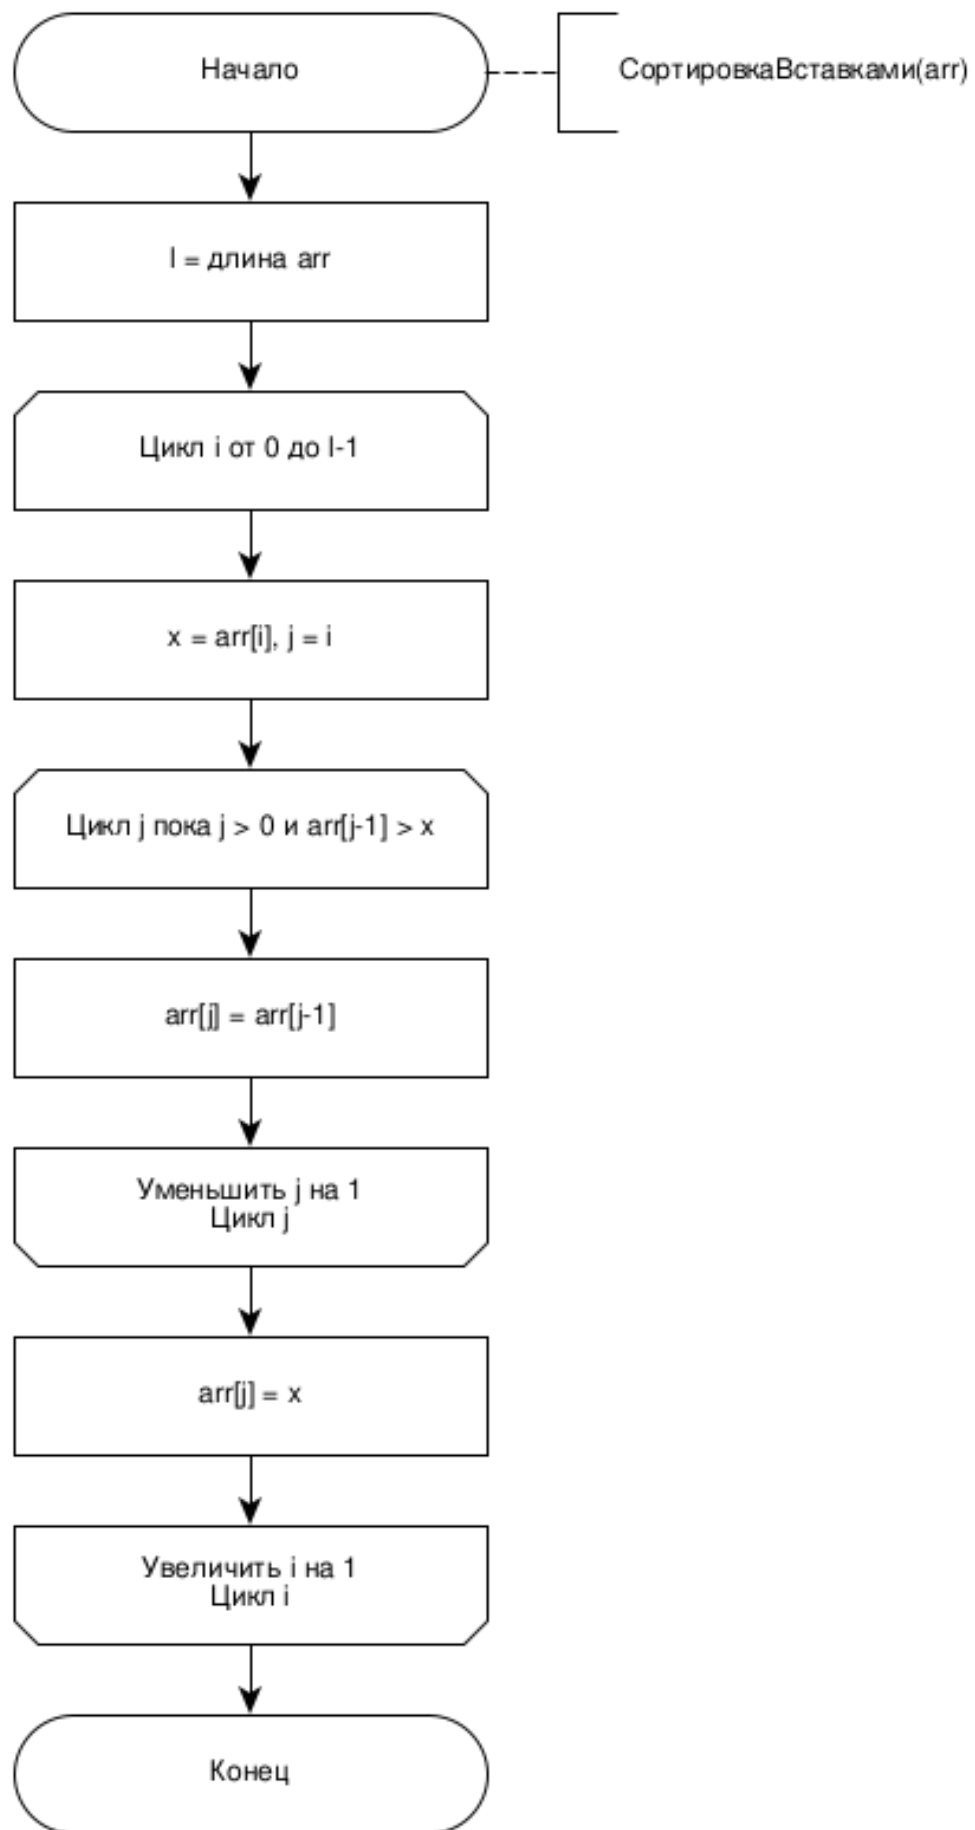 Начало
СортировкаВставками(arr)
l = длина arr
Цикл i от 0 до l-1
x = arr[i], j = i
Цикл j пока j > 0 и arr[j-1] > x
arr[j] = arr[j-1]
Уменьшить j на 1
Цикл j
arr[j] = x
Увеличить i на 1
Цикл i
Конец